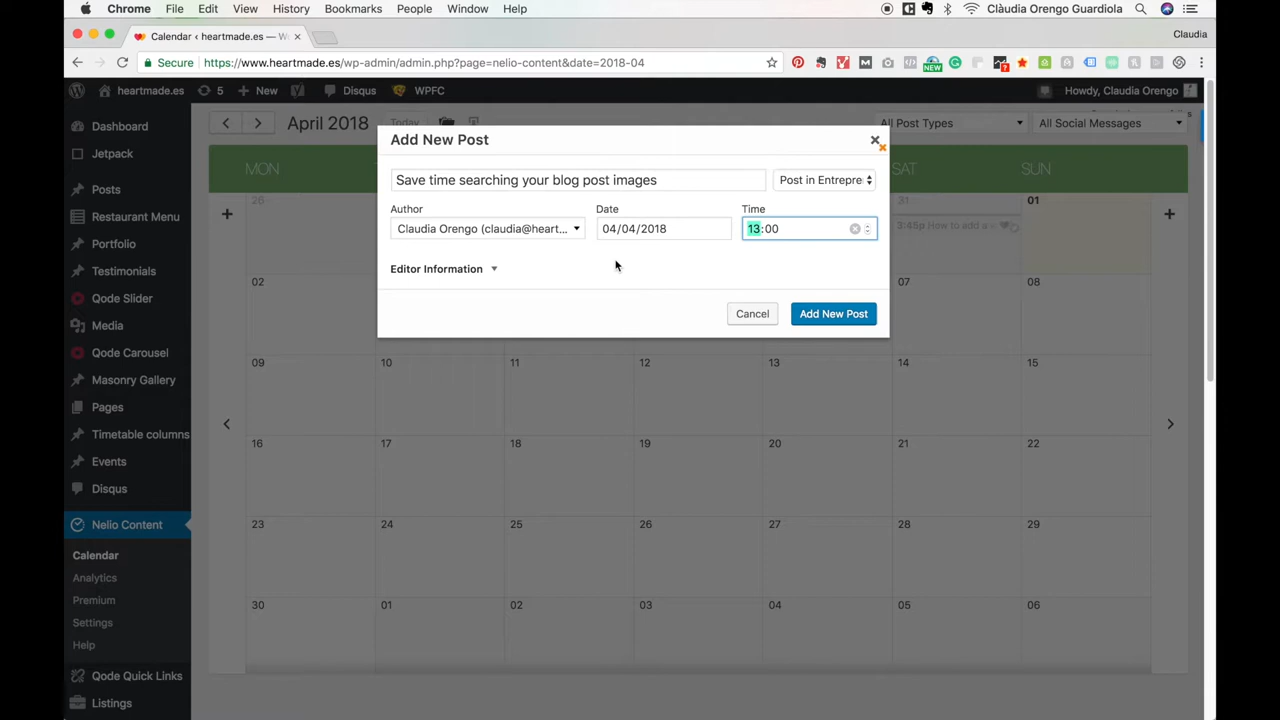 Chrome File Edit View History Bookmarks People Window Help Clàudia Orengo Guardiola
Calendar ‹ heartmade.es — W Claudia
Secure https://www.heartmade.es/wp-admin/admin.php?page=nelio-content&date=2018-04 NEW
heartmade.es 5 New Disqus WPFC Howdy, Claudia Orengo
Dashboard
Jetpack
Posts
Restaurant Menu
Portfolio
Testimonials
Qode Slider
Media
Qode Carousel
Masonry Gallery
Pages
Timetable columns
Events
Disqus
Nelio Content
Calendar
Analytics
Premium
Settings
Help
Qode Quick Links
Listings
April 2018 Today All Post Types All Social Messages
Add New Post
Save time searching your blog post images Post in Entrepre
Author Date Time
Claudia Orengo (claudia@heart... 04/04/2018 13:00
Editor Information
Cancel Add New Post
MON SAT SUN
26 31 01
3:45p How to add a
02 07 08
09 10 11 12 13 14 15
16 17 18 19 20 21 22
23 24 25 26 27 28 29
30 01 02 03 04 05 06